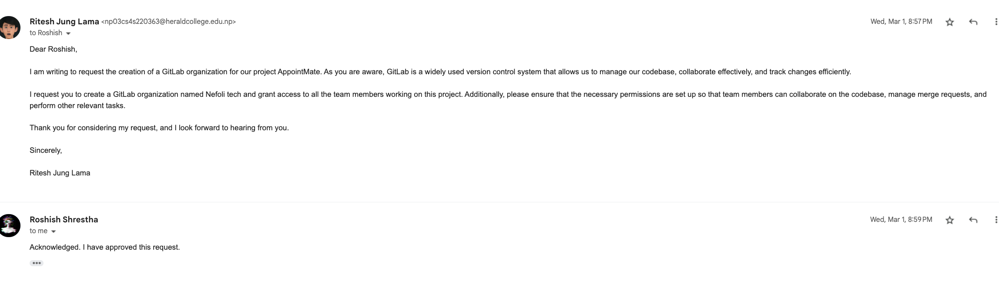 Ritesh Jung Lama <np03cs4s220363@heraldcollege.edu.np> Wed, Mar 1, 8:57 PM
to Roshish
Dear Roshish,
I am writing to request the creation of a GitLab organization for our project AppointMate. As you are aware, GitLab is a widely used version control system that allows us to manage our codebase, collaborate effectively, and track changes efficiently.
I request you to create a GitLab organization named Nefoli tech and grant access to all the team members working on this project. Additionally, please ensure that the necessary permissions are set up so that team members can collaborate on the codebase, manage merge requests, and
perform other relevant tasks.
Thank you for considering my request, and I look forward to hearing from you.
Sincerely,
Ritesh Jung Lama
Roshish Shrestha Wed, Mar 1, 8:59 PM
to me
Acknowledged. I have approved this request.